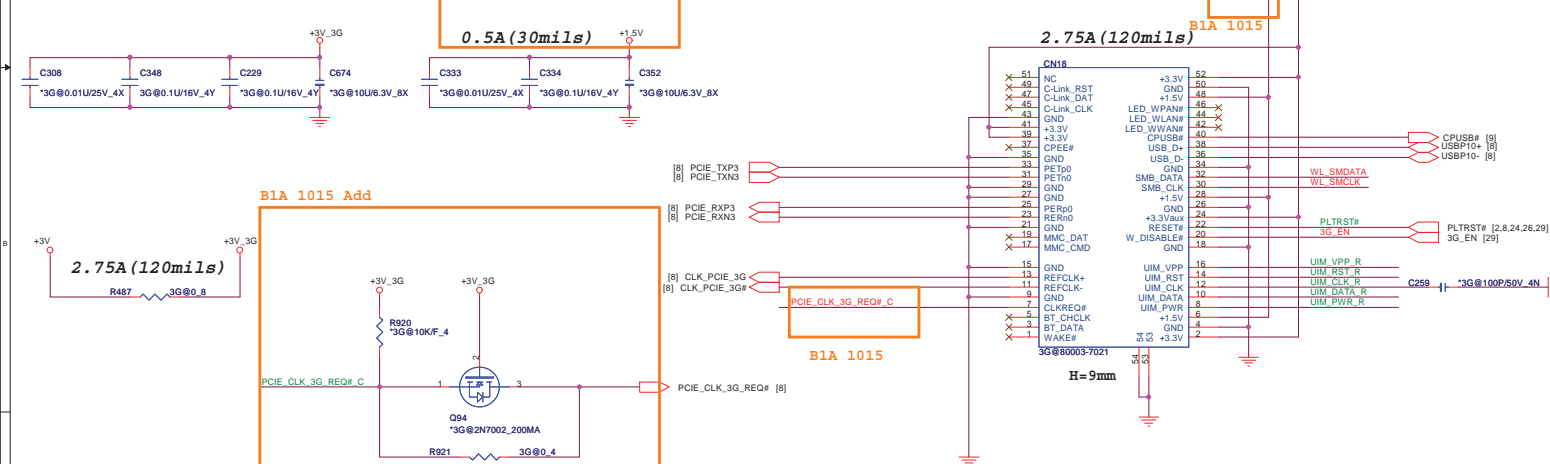 B1A 1015
+3V_3G
0.5A(30mils)
+1.5V
2.75A(120mils)
C308
*3G@0.01U/25V_4X
C348
3G@0.1U/16V_4Y
C229
*3G@0.1U/16V_4Y
C674
*3G@10U/6.3V_8X
C333
*3G@0.01U/25V_4X
C334
*3G@0.1U/16V_4Y
C352
*3G@10U/6.3V_8X
CN18
51 NC
49 C-Link_RST
47 C-Link_DAT
45 C-Link_CLK
43 GND
41 +3.3V
39 +3.3V
37 CPEE#
35 GND
33 PETp0
31 PETn0
29 GND
27 GND
25 PERp0
23 RERn0
21 GND
19 MMC_DAT
17 MMC_CMD
15 GND
13 REFCLK+
11 REFCLK-
9 GND
7 CLKREQ#
5 BT_CHCLK
3 BT_DATA
1 WAKE#
+3.3V 52
GND 50
+1.5V 48
LED_WPAN# 46
LED_WLAN# 44
LED_WWAN# 42
CPUSB# 40
USB_D+ 38
USB_D- 36
GND 34
SMB_DATA 32
SMB_CLK 30
+1.5V 28
GND 26
+3.3Vaux 24
RESET# 22
W_DISABLE# 20
GND 18
UIM_VPP 16
UIM_RST 14
UIM_CLK 12
UIM_DATA 10
UIM_PWR 8
+1.5V 6
GND 4
+3.3V 2
54 53
54
53
3G@80003-7021
H=9mm
[8] PCIE_TXP3
[8] PCIE_TXN3
[8] PCIE_RXP3
[8] PCIE_RXN3
[8] CLK_PCIE_3G
[8] CLK_PCIE_3G#
PCIE_CLK_3G_REQ#_C
B1A 1015
CPUSB# [9]
USBP10+ [8]
USBP10- [8]
WL_SMDATA
WL_SMCLK
PLTRST#
3G_EN
PLTRST# [2,8,24,26,29]
3G_EN [29]
UIM_VPP_R
UIM_RST_R
UIM_CLK_R
UIM_DATA_R
UIM_PWR_R
C259
*3G@100P/50V_4N
B1A 1015 Add
B
+3V
+3V_3G
2.75A(120mils)
R487
3G@0_8
+3V_3G
+3V_3G
R920
*3G@10K/F_4
2
PCIE_CLK_3G_REQ#_C
1
3
PCIE_CLK_3G_REQ# [8]
Q94
*3G@2N7002_200MA
R921
3G@0_4